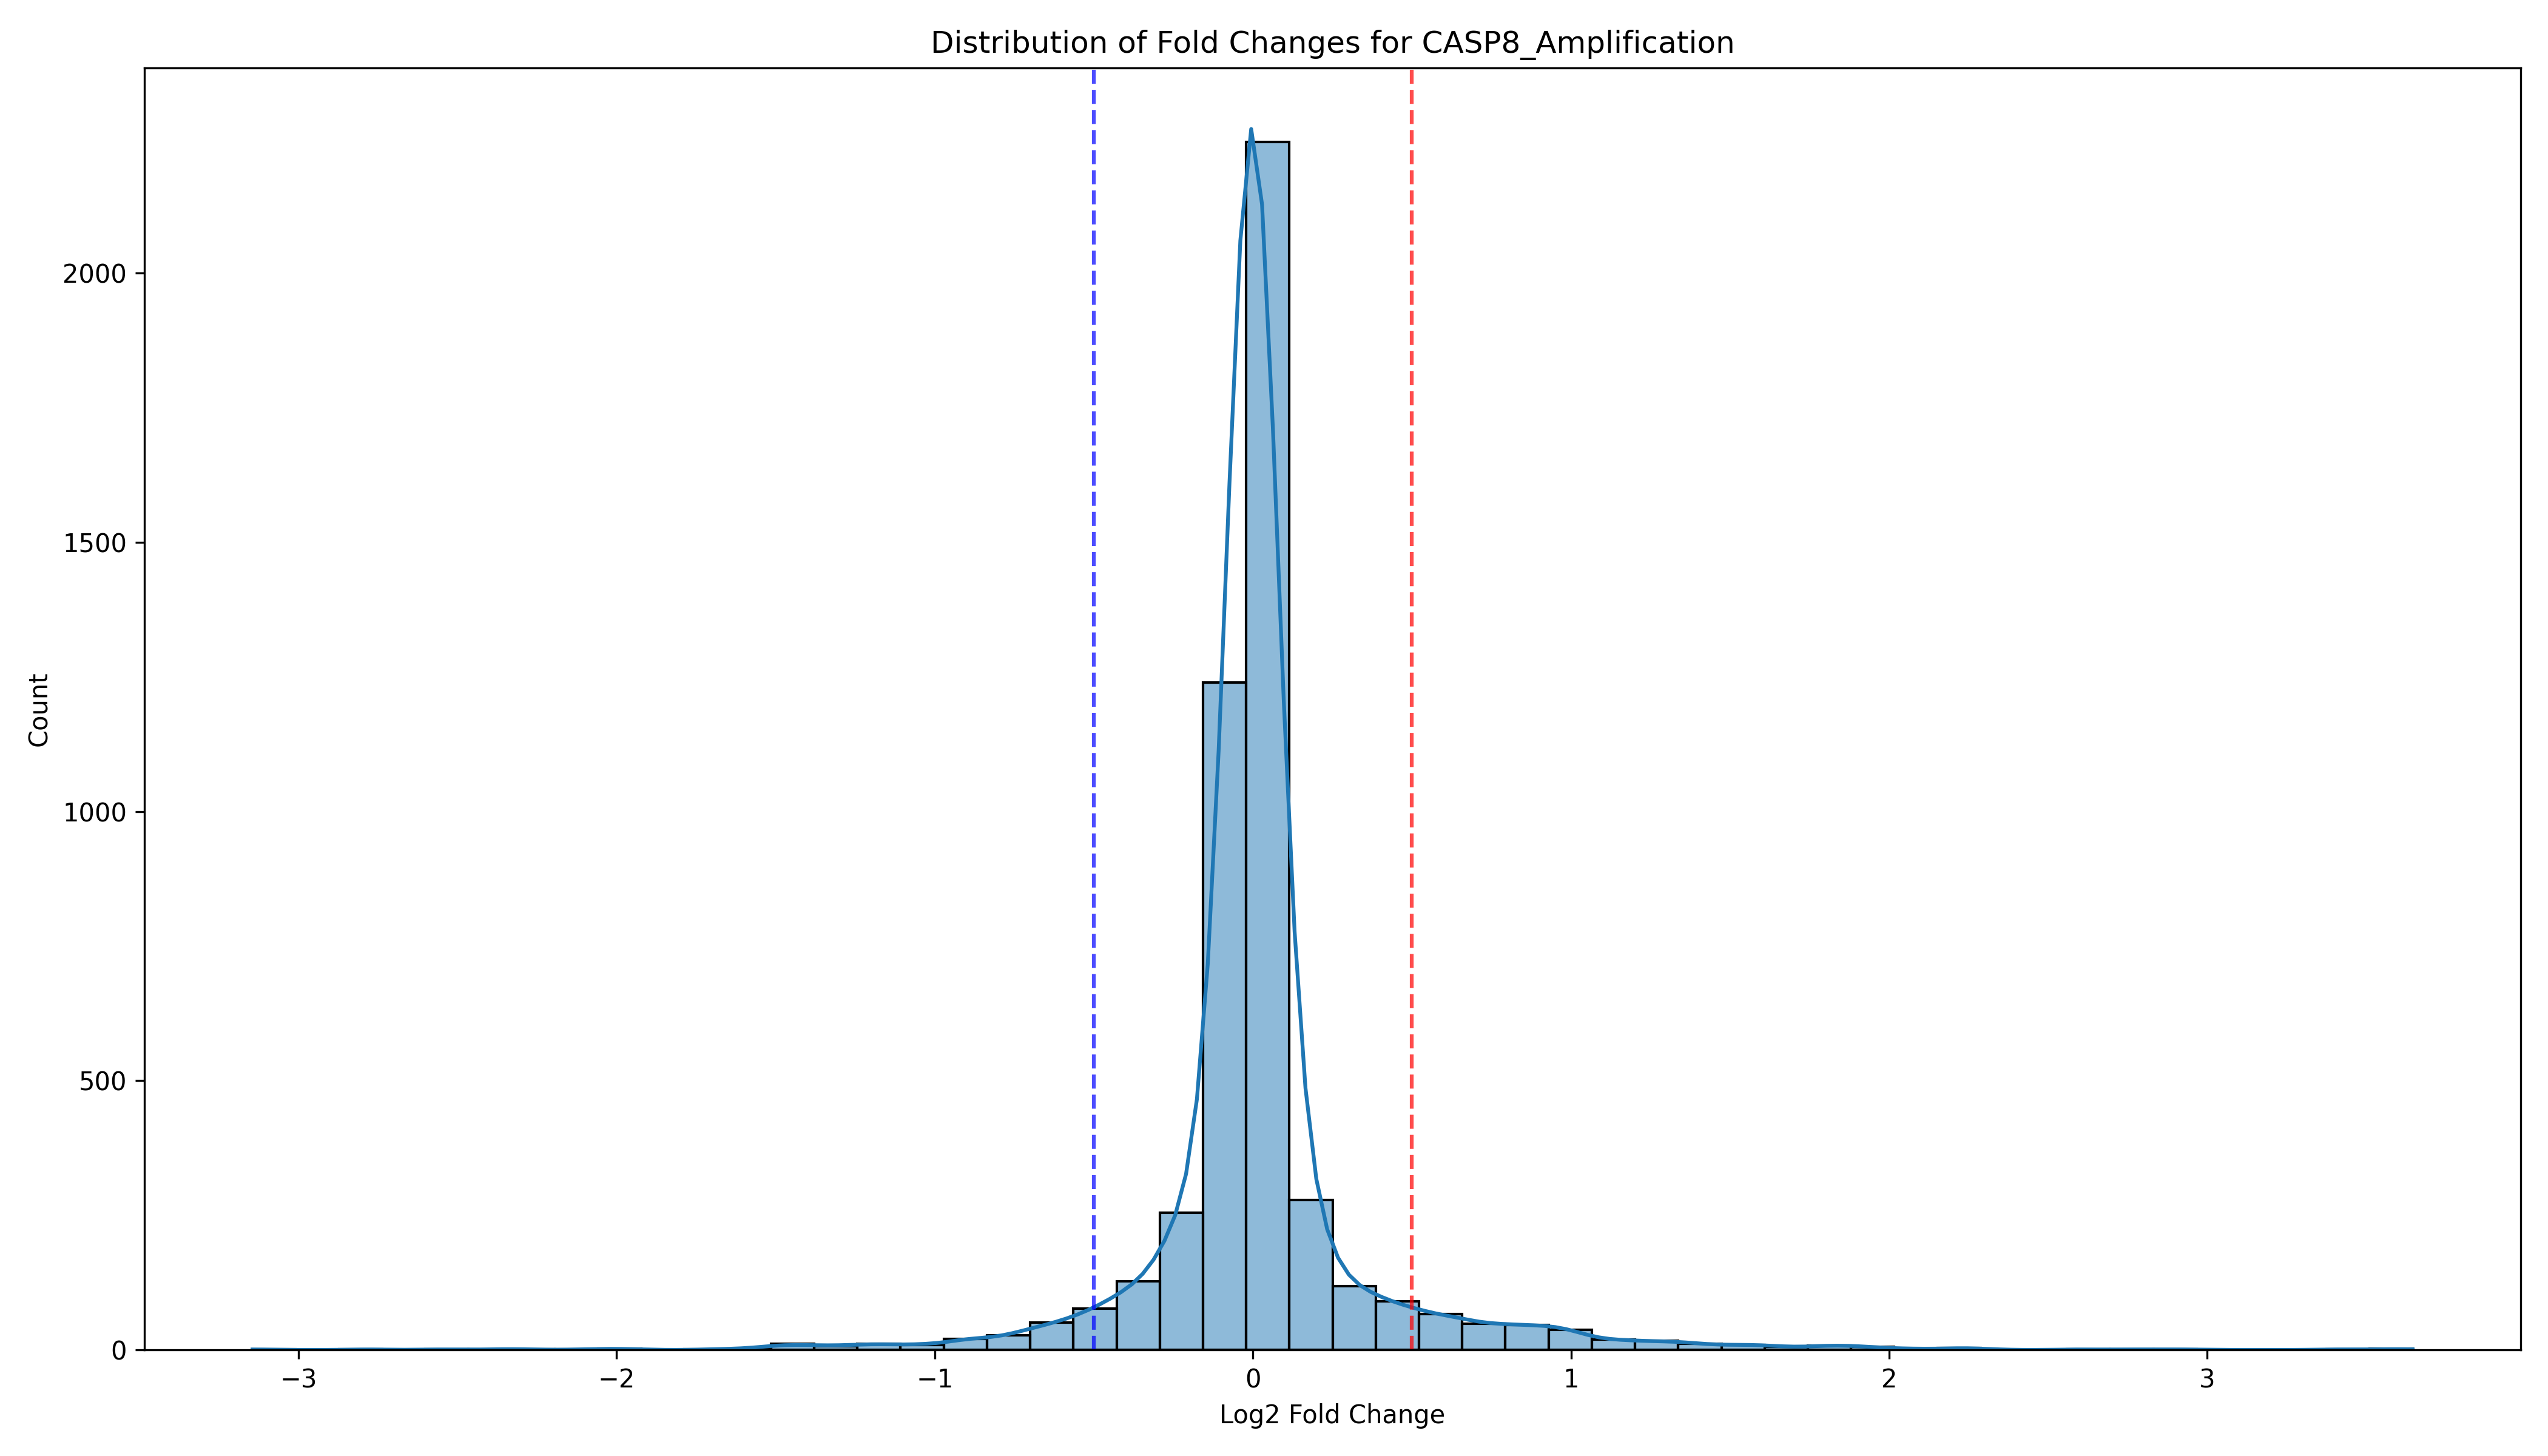 Distribution of Fold Changes for CASP8_Amplification
Count
2000
1500
1000
500
0
−3 −2 −1 0 1 2 3
Log2 Fold Change